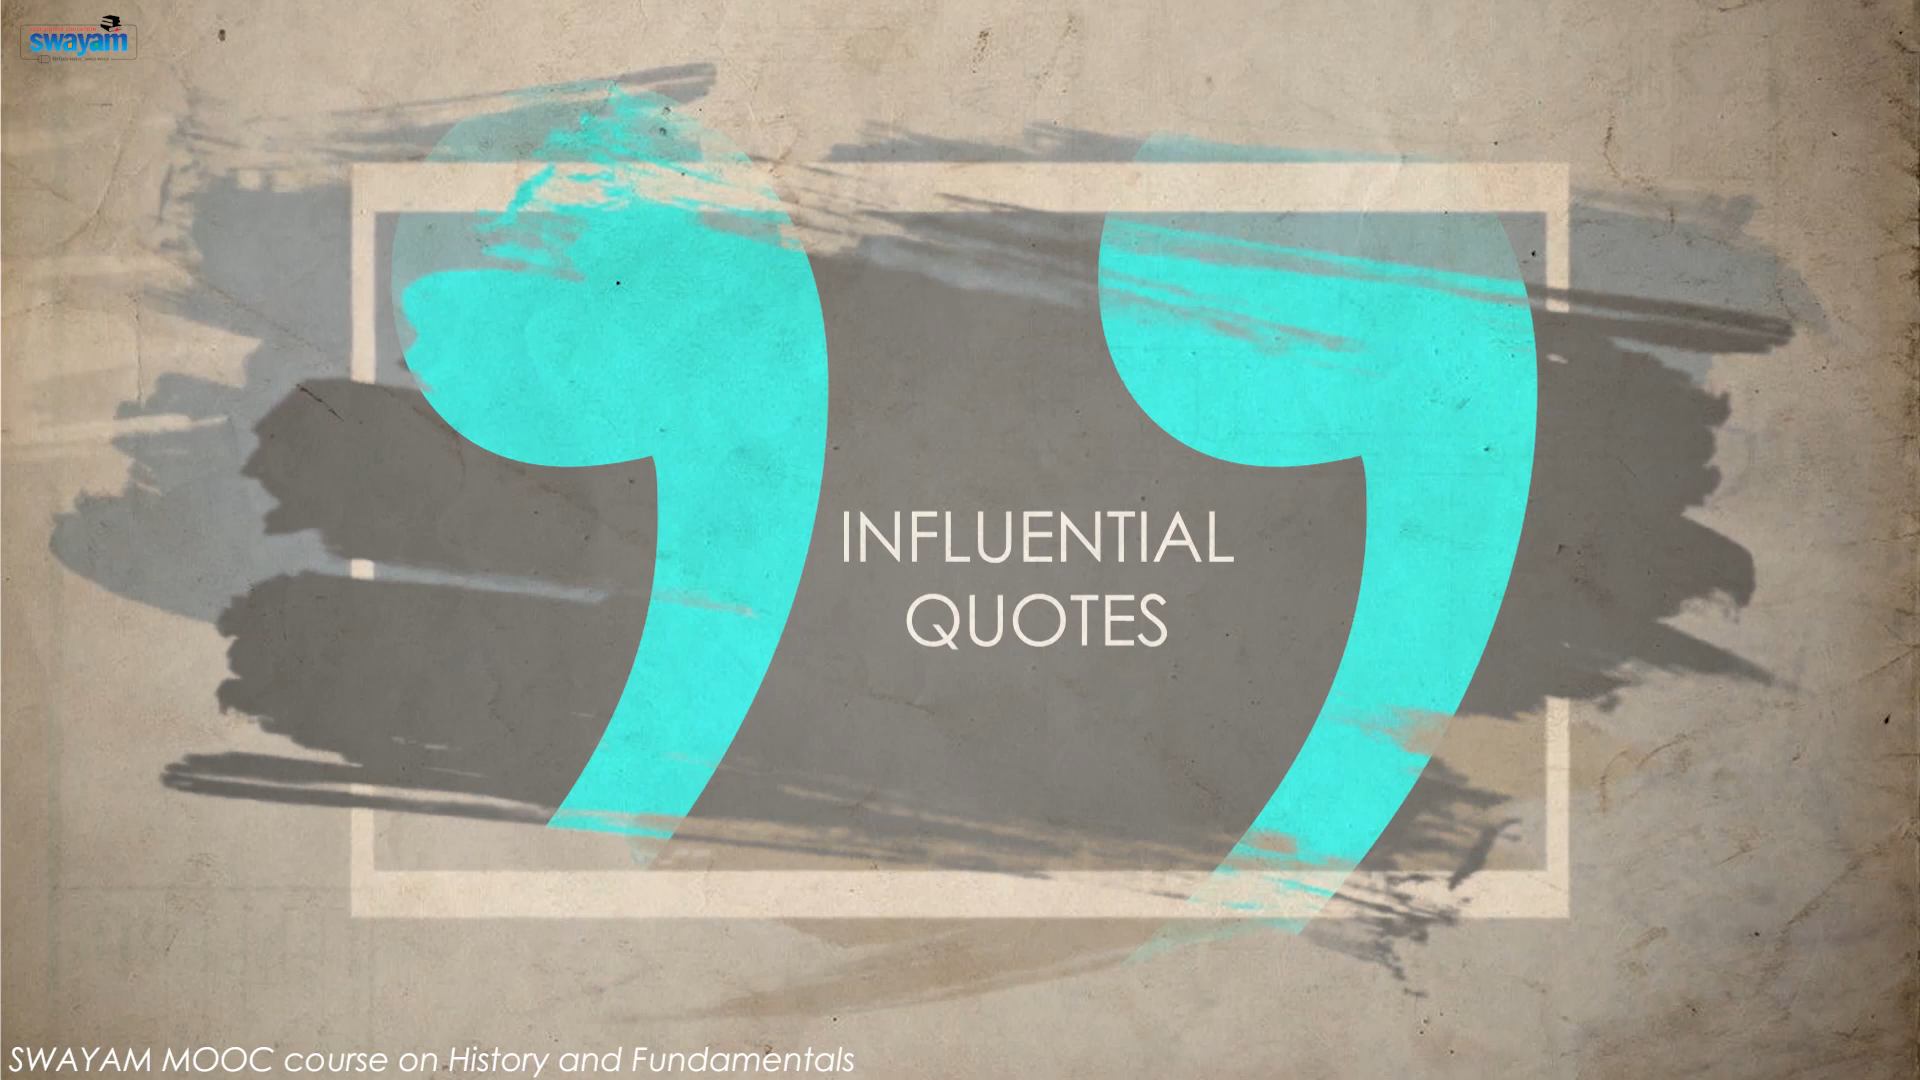 swayam
INFLUENTIAL
QUOTES
SWAYAM MOOC course on History and Fundamentals